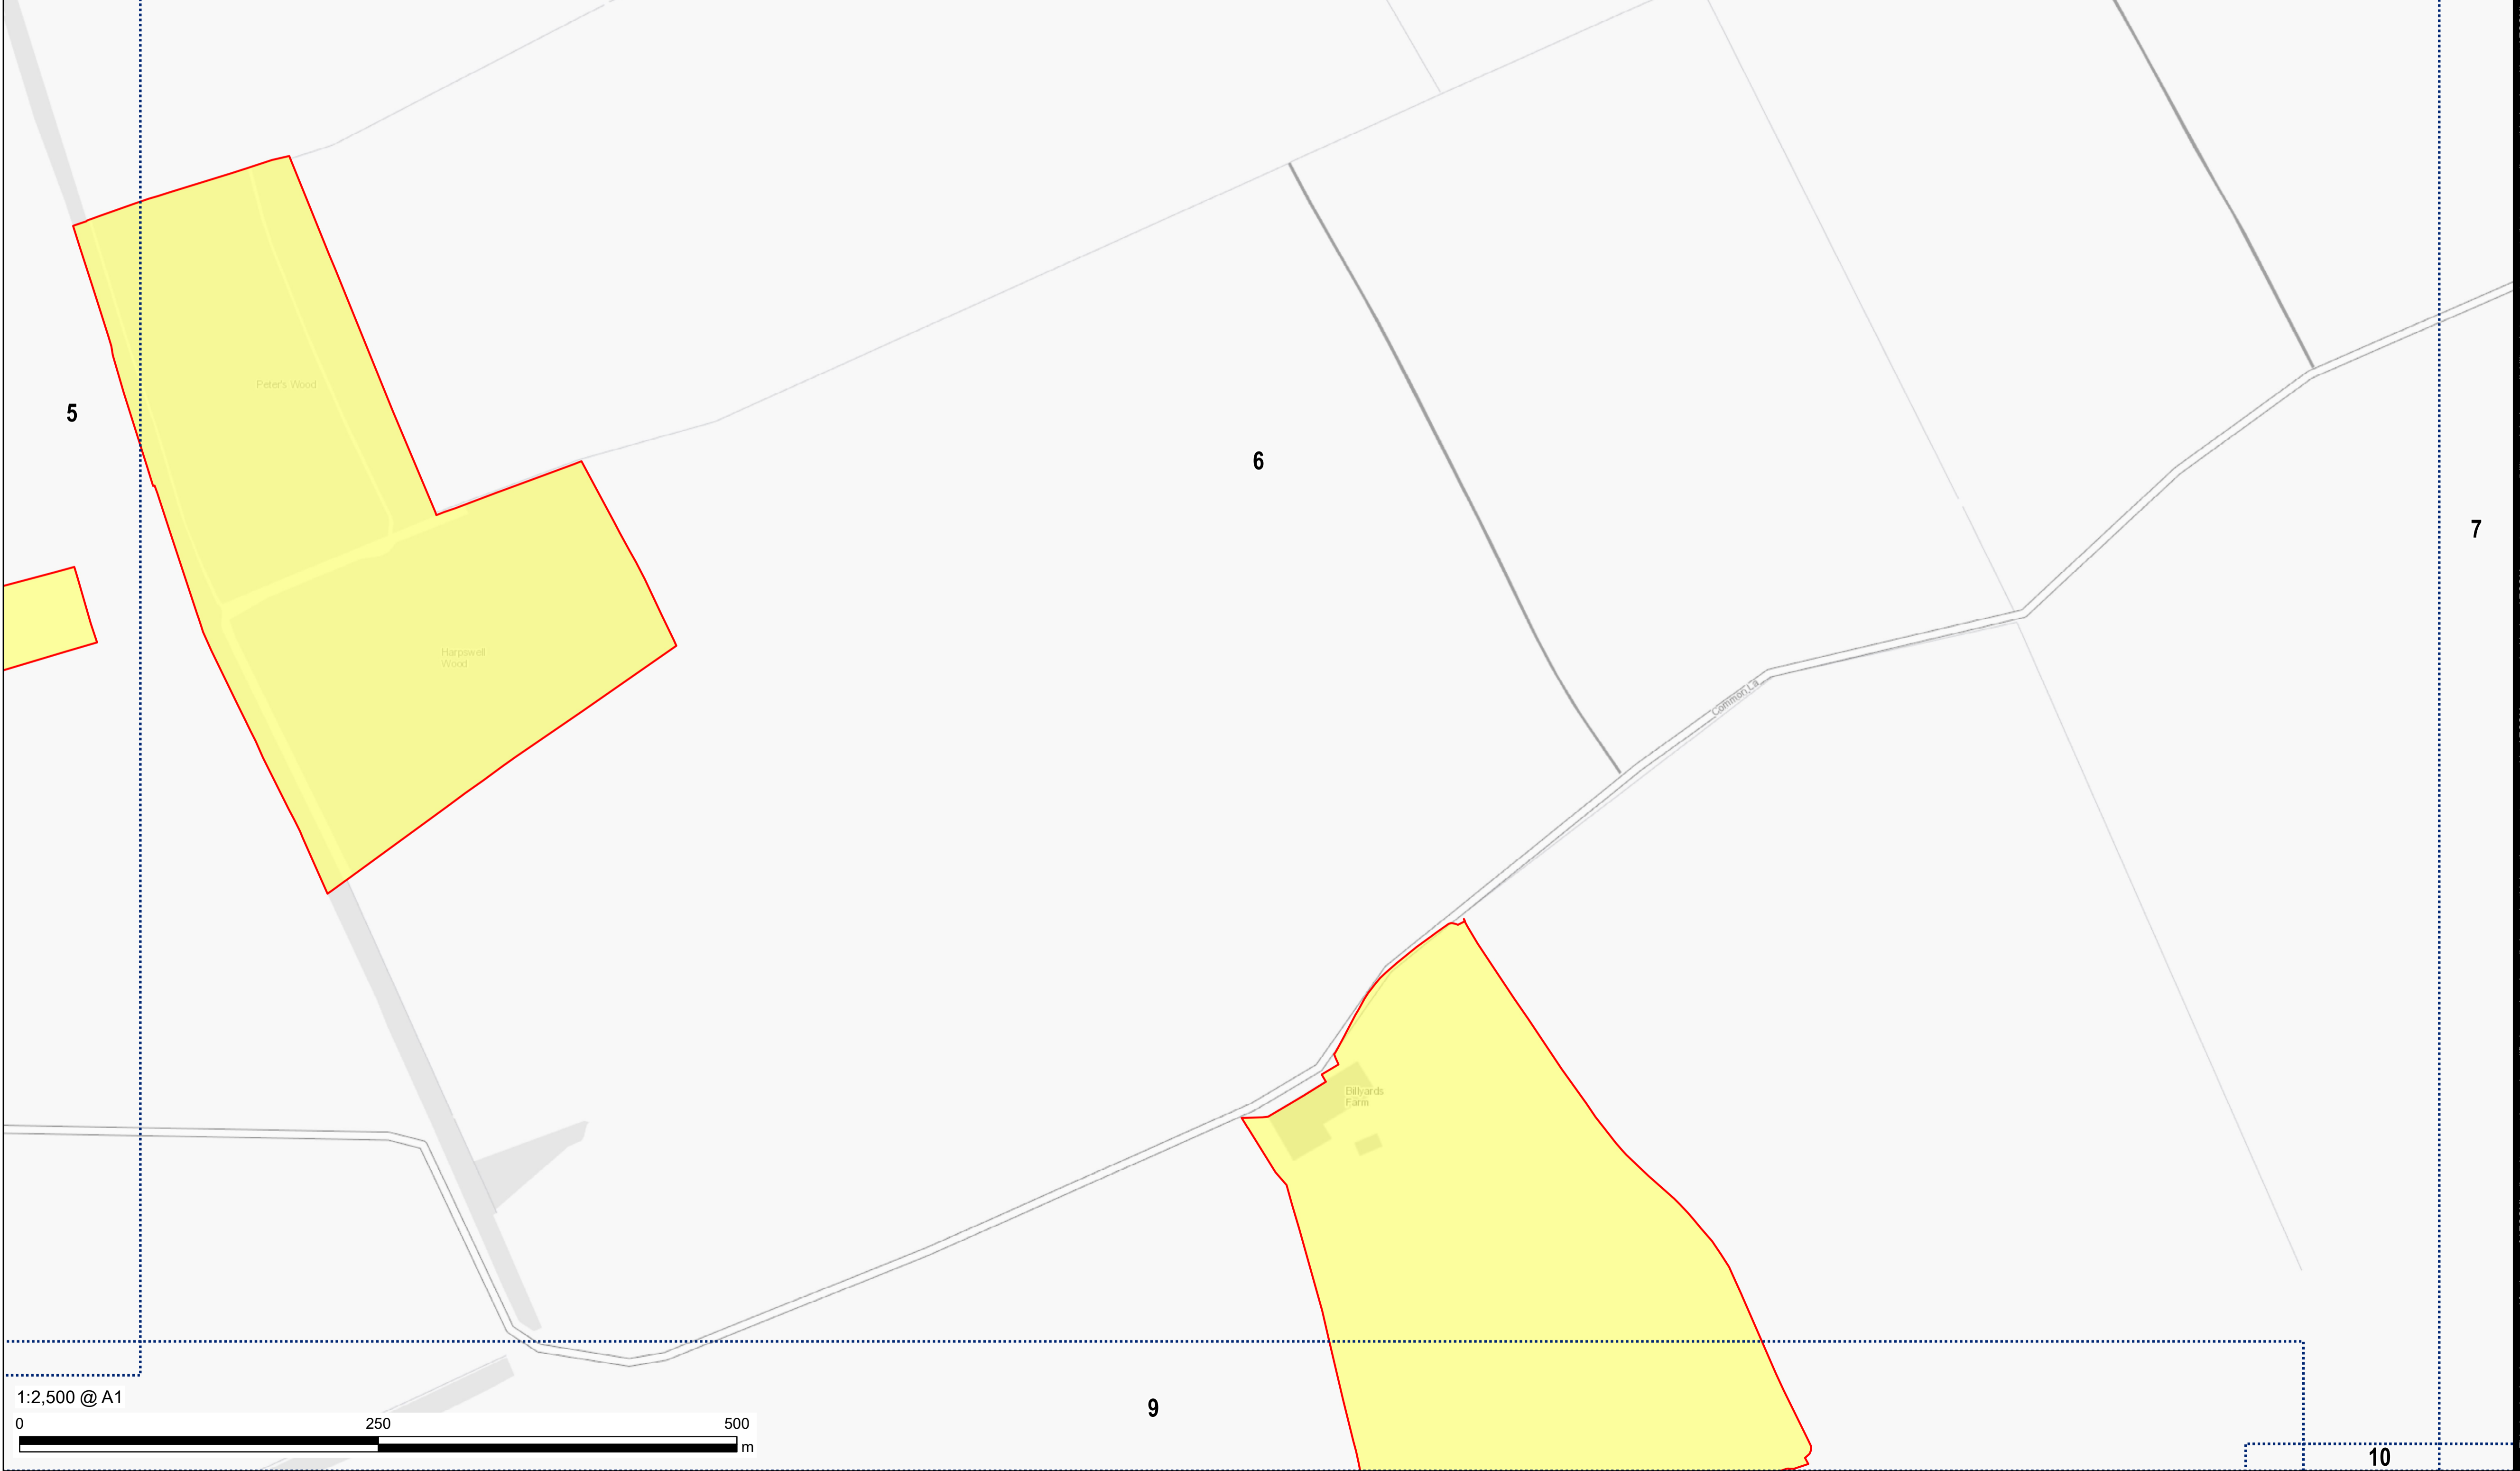 Peter's Wood
5
6
7
Harpswell
Wood
Common La
Billyards
Farm
1:2,500 @ A1
0 250 500
m
9
10